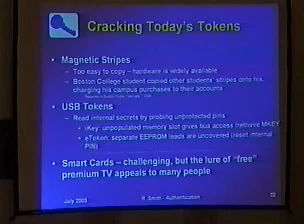 Cracking Today's Tokens
• Magnetic Stripes
– Too easy to copy – hardware is widely available
– Boston College student copied other students' stripes onto his,
charging his campus purchases to their accounts
• USB Tokens
– Read internal secrets by probing unprotected pins
• iKey: unpopulated memory slot gives bus access (retrieve MKEY
• eToken: separate EEPROM leads are uncovered (reset internal
PIN)
• Smart Cards – challenging, but the lure of "free"
premium TV appeals to many people
July 2003
R. Smith - Authentication